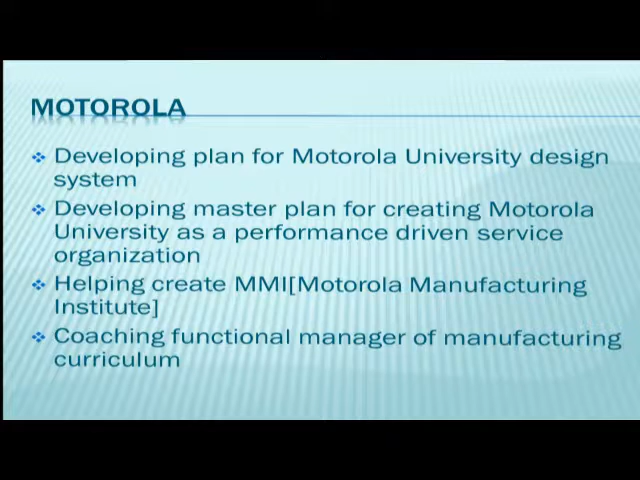 MOTOROLA
Developing plan for Motorola University design
system
Developing master plan for creating Motorola
University as a performance driven service
organization
Helping create MMI[Motorola Manufacturing
Institute]
Coaching functional manager of manufacturing
curriculum